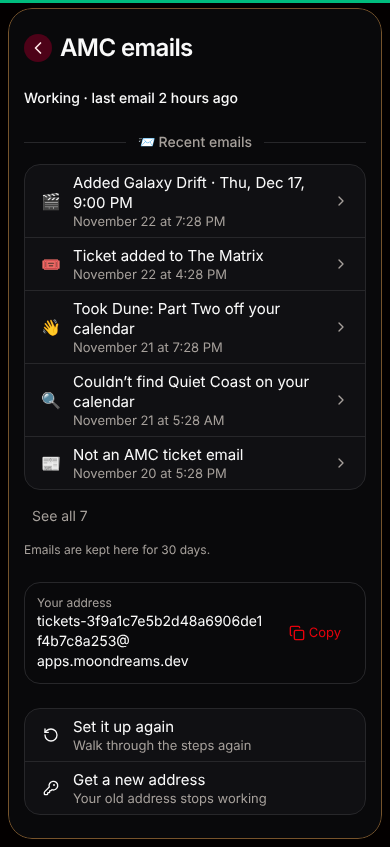 AMC emails
Working · last email 2 hours ago
Recent emails
Added Galaxy Drift · Thu, Dec 17,
9:00 PM
November 22 at 7:28 PM
Ticket added to The Matrix
November 22 at 4:28 PM
Took Dune: Part Two off your
calendar
November 21 at 7:28 PM
Couldn’t find Quiet Coast on your
calendar
November 21 at 5:28 AM
Not an AMC ticket email
November 20 at 5:28 PM
See all 7
Emails are kept here for 30 days.
Your address
tickets-3f9a1c7e5b2d48a6906de1
f4b7c8a253@
apps.moondreams.dev
Copy
Set it up again
Walk through the steps again
Get a new address
Your old address stops working